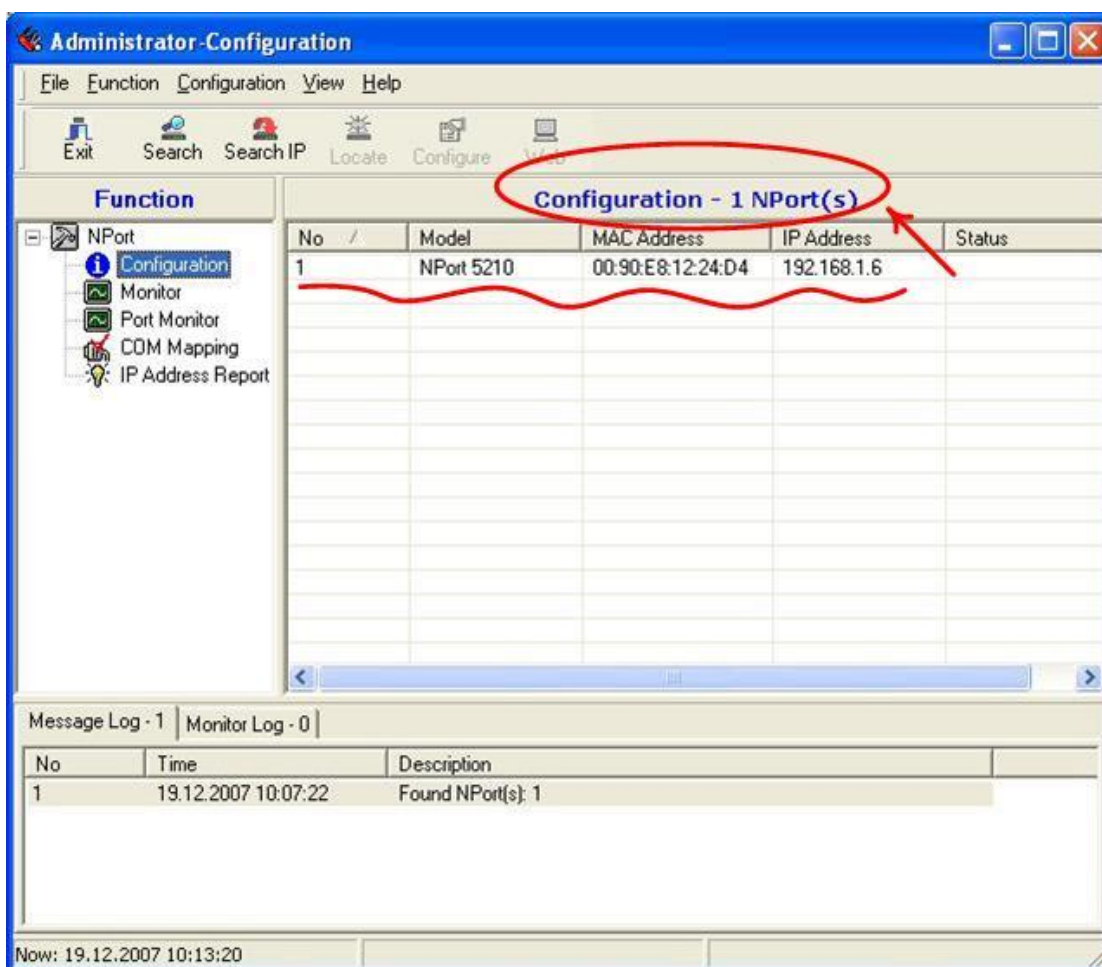 Administrator-Configuration
File Function Configuration View Help
Exit Search Search IP Locate Configure Web
Function
Configuration - 1 NPort(s)
NPort
Configuration
Monitor
Port Monitor
COM Mapping
IP Address Report
No Model MAC Address IP Address Status
1 NPort 5210 00:90:E8:12:24:D4 192.168.1.6
Message Log - 1 Monitor Log - 0
No Time Description
1 19.12.2007 10:07:22 Found NPort(s): 1
Now: 19.12.2007 10:13:20